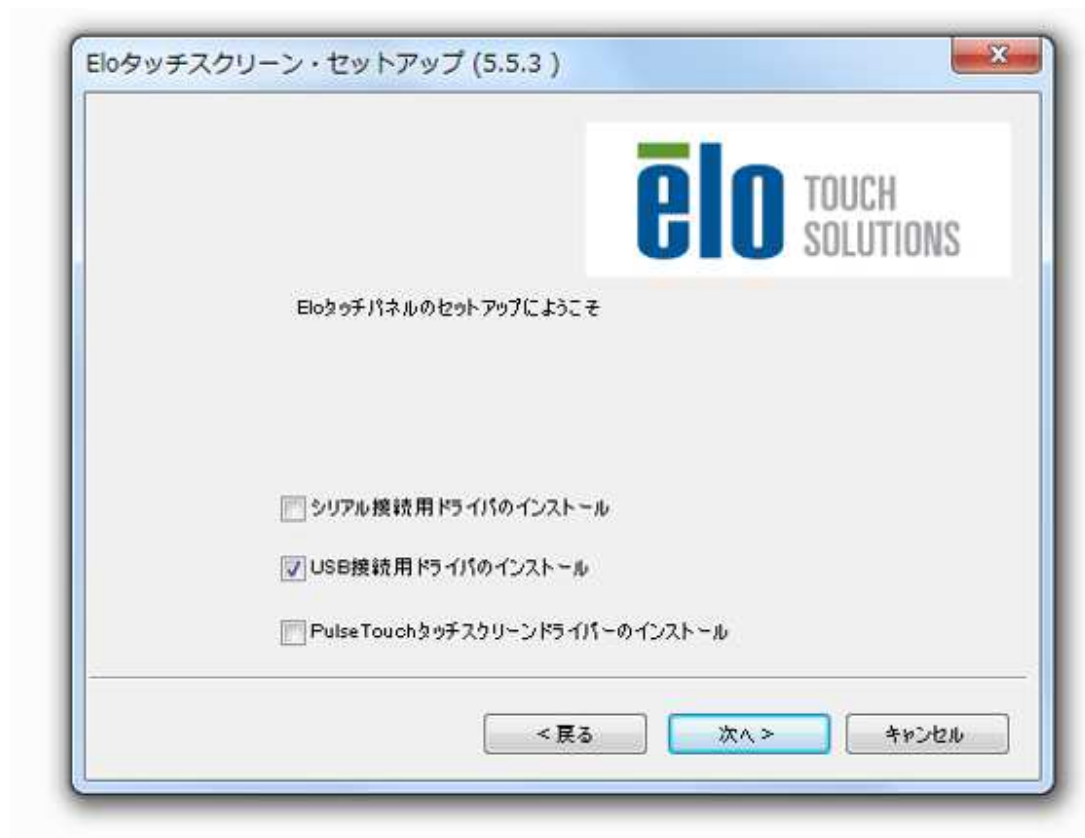 Eloタッチスクリーン・セットアップ (5.5.3 )
elo TOUCH SOLUTIONS
Eloタッチパネルのセットアップにようこそ
シリアル接続用ドライバのインストール
USB接続用ドライバのインストール
PulseTouchタッチスクリーンドライバーのインストール
< 戻る
次へ >
キャンセル